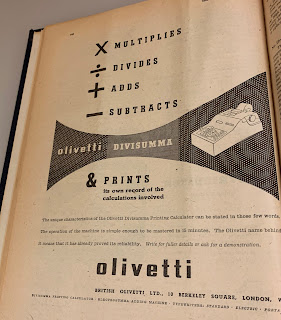 × MULTIPLIES
÷ DIVIDES
+ ADDS
— SUBTRACTS
olivetti DIVISUMMA
& PRINTS
its own record of the
calculations involved
The unique characteristics of the Olivetti Divisumma Printing Calculator can be stated in these few words.
The operation of the machine is simple enough to be mastered in 15 minutes. The Olivetti name behind
it means that it has already proved its reliability. Write for fuller details or ask for a demonstration.
olivetti
BRITISH OLIVETTI LTD., 10 BERKELEY SQUARE, LONDON, W
DIVISUMMA PRINTING CALCULATOR